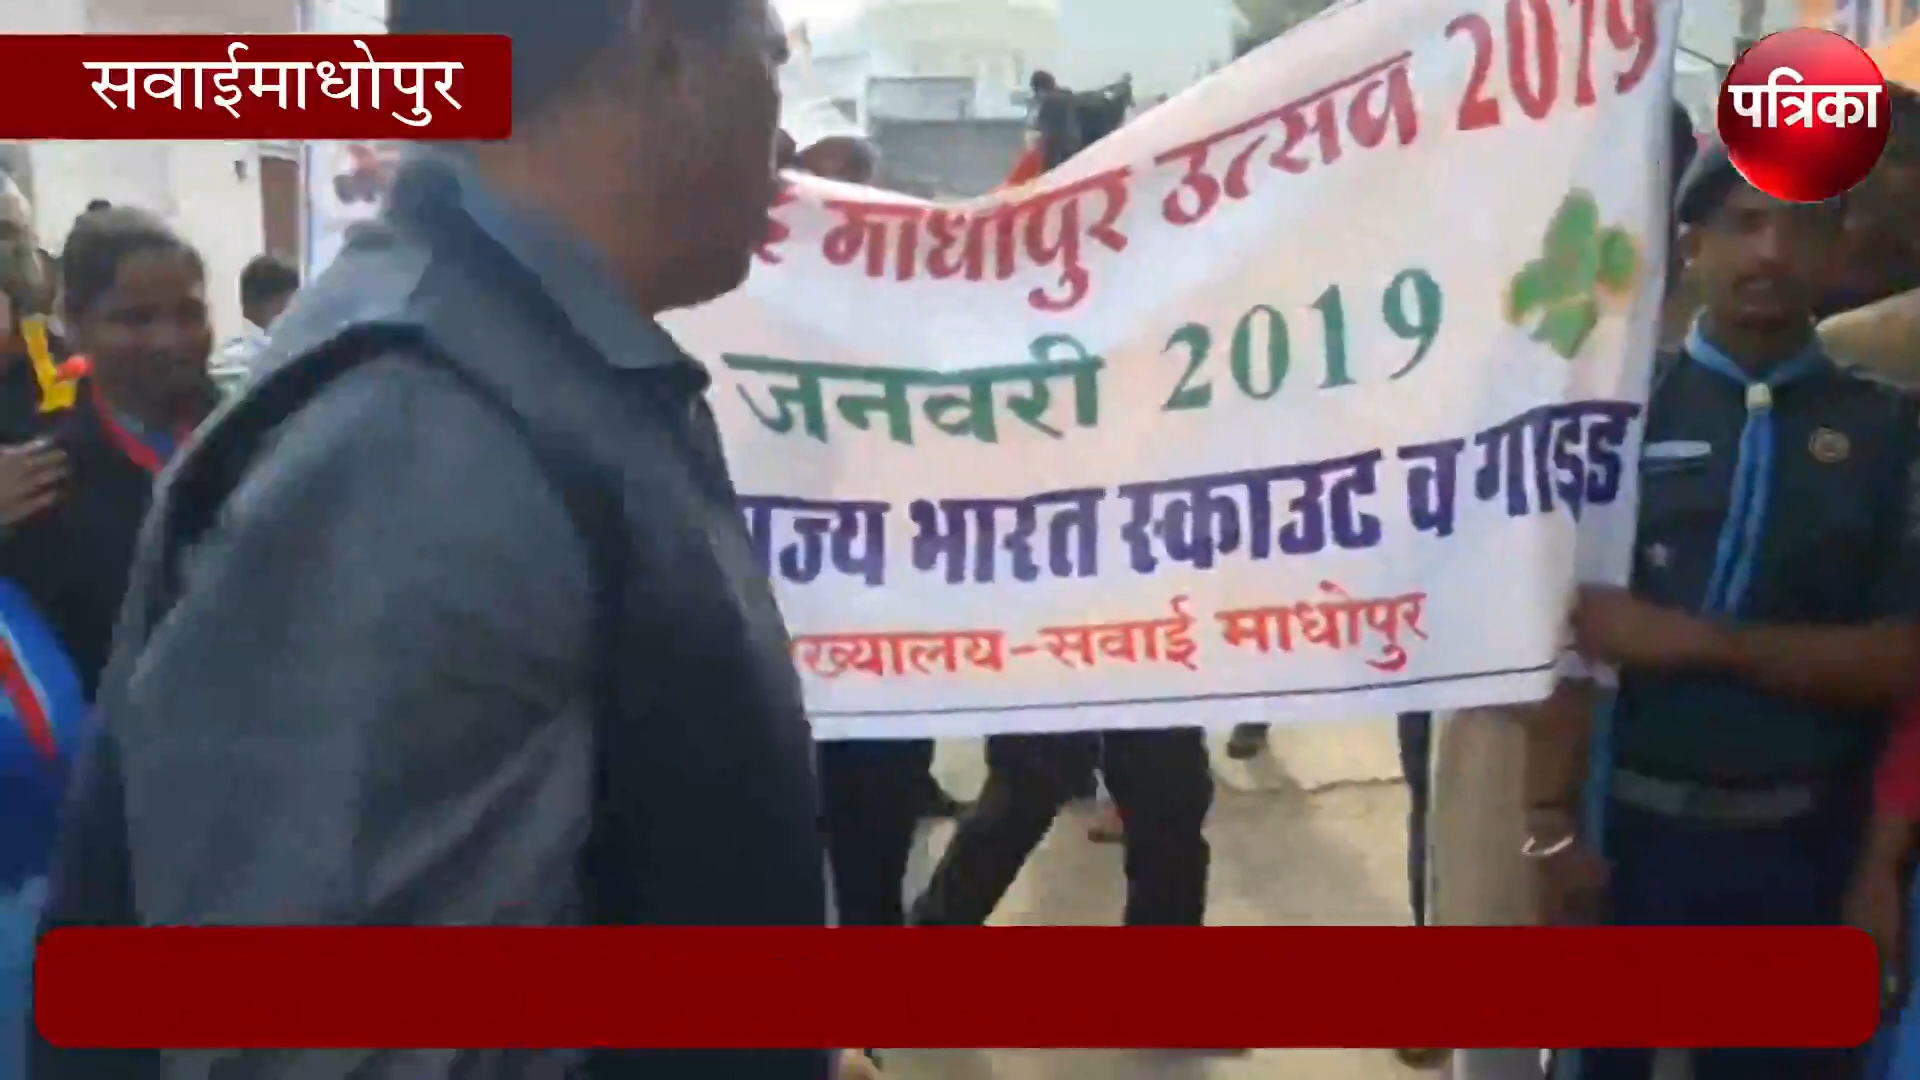 सवाईमाधोपुर
पत्रिका
माधोपुर उत्सव 2019
जनवरी 2019
भारत स्काउट व गाइड
सवाई माधोपुर